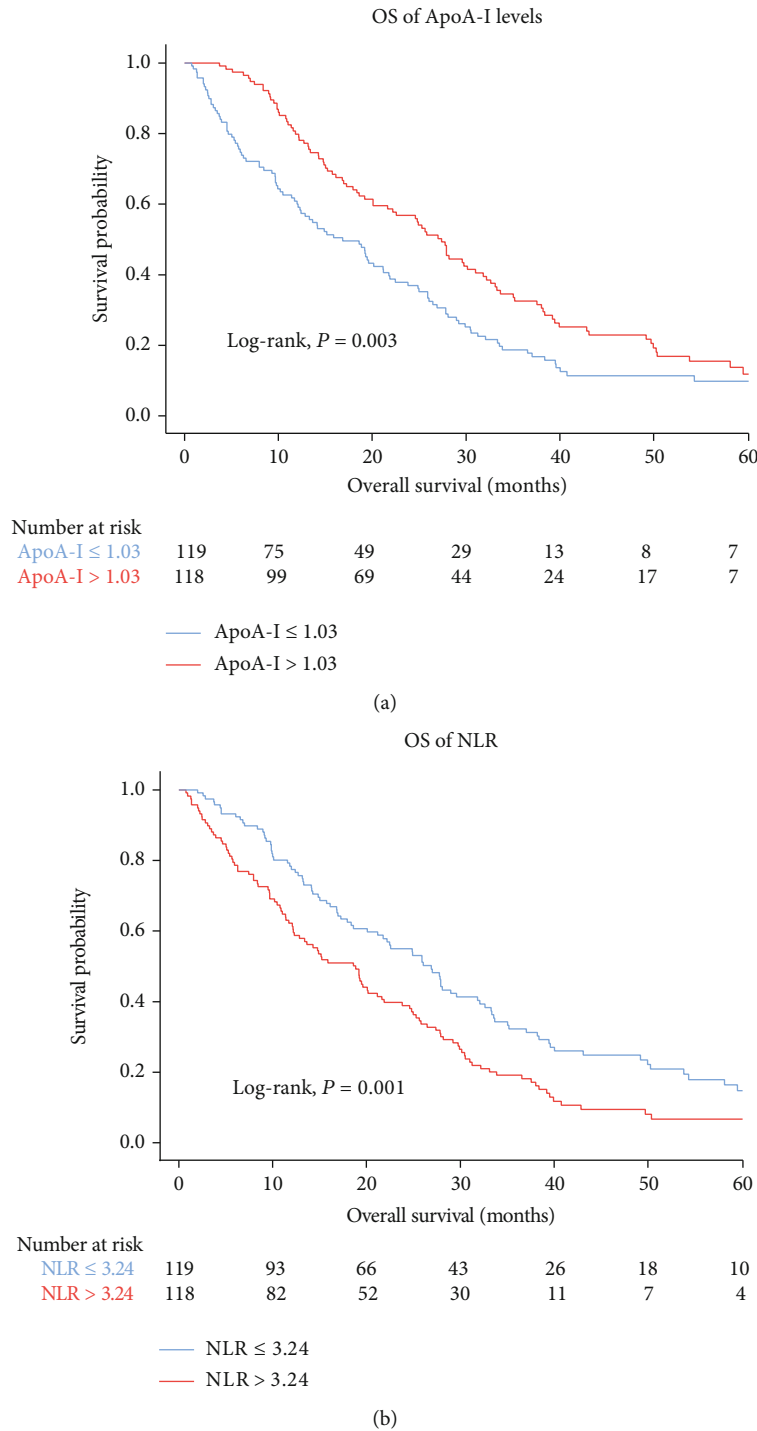 OS of ApoA-I levels
1.0
0.8
0.6
0.4
0.2
0.0
Survival probability
Log-rank, P = 0.003
0 10 20 30 40 50 60
Overall survival (months)
Number at risk
ApoA-I ≤ 1.03 119 75 49 29 13 8 7
ApoA-I > 1.03 118 99 69 44 24 17 7
ApoA-I ≤ 1.03
ApoA-I > 1.03
(a)
OS of NLR
1.0
0.8
0.6
0.4
0.2
0.0
Survival probability
Log-rank, P = 0.001
0 10 20 30 40 50 60
Overall survival (months)
Number at risk
NLR ≤ 3.24 119 93 66 43 26 18 10
NLR > 3.24 118 82 52 30 11 7 4
NLR ≤ 3.24
NLR > 3.24
(b)